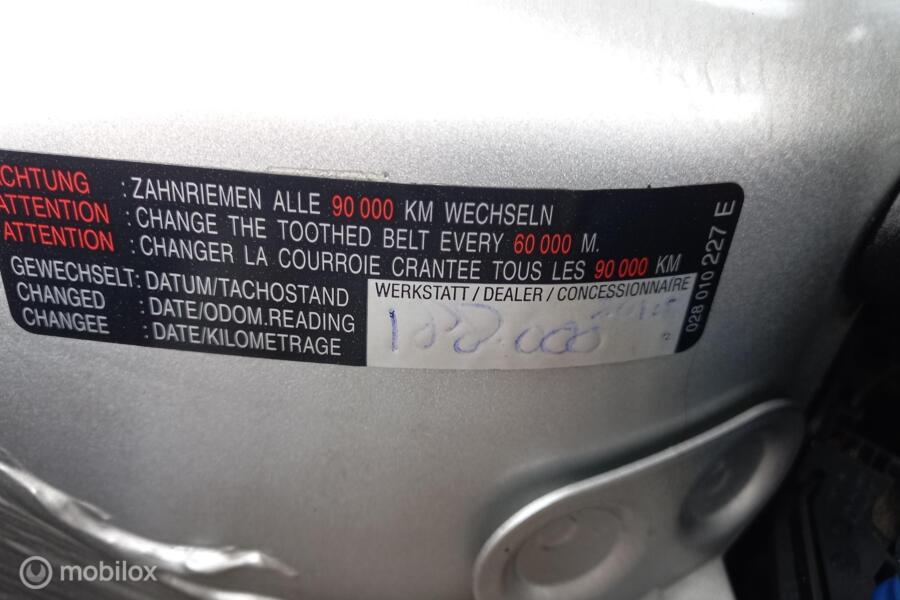 ACHTUNG : ZAHNRIEMEN ALLE 90 000 KM WECHSELN
ATTENTION : CHANGE THE TOOTHED BELT EVERY 60 000 M.
ATTENTION : CHANGER LA COURROIE CRANTEE TOUS LES 90 000 KM
GEWECHSELT: DATUM/TACHOSTAND
CHANGED : DATE/ODOM.READING
CHANGEE : DATE/KILOMETRAGE
WERKSTATT / DEALER / CONCESSIONNAIRE
028 010 227 E
mobilox